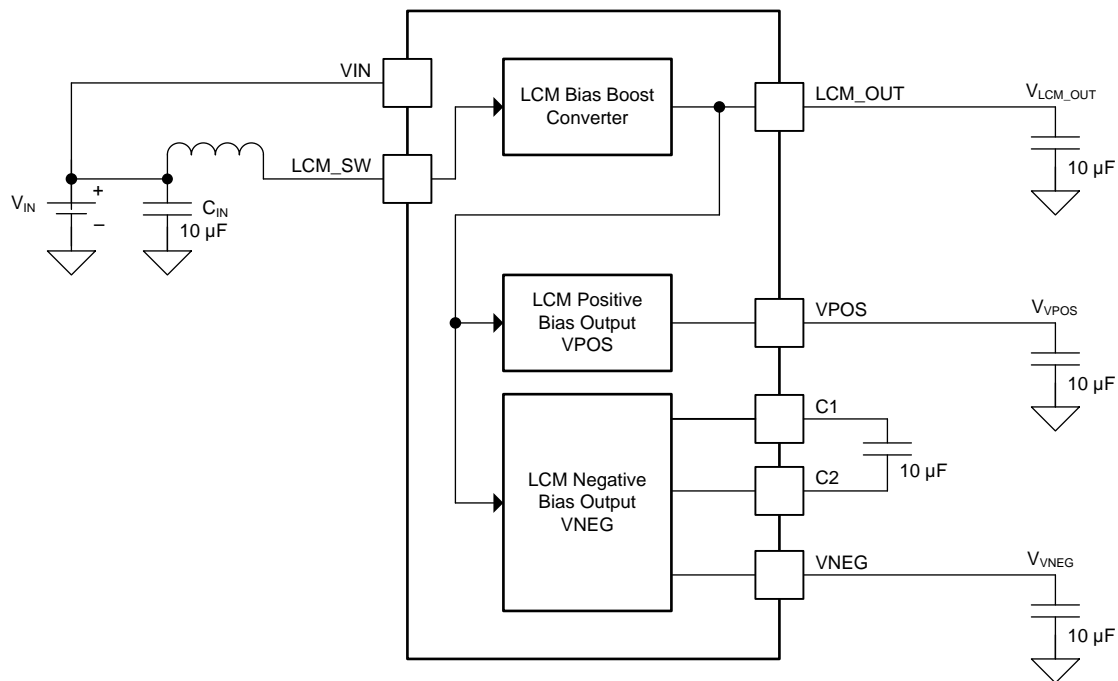 VIN
LCM_SW
V_IN
+
–
C_IN
10 µF
LCM Bias Boost
Converter
LCM_OUT
V_LCM_OUT
10 µF
LCM Positive
Bias Output
VPOS
VPOS
V_VPOS
10 µF
LCM Negative
Bias Output
VNEG
C1
C2
10 µF
VNEG
V_VNEG
10 µF